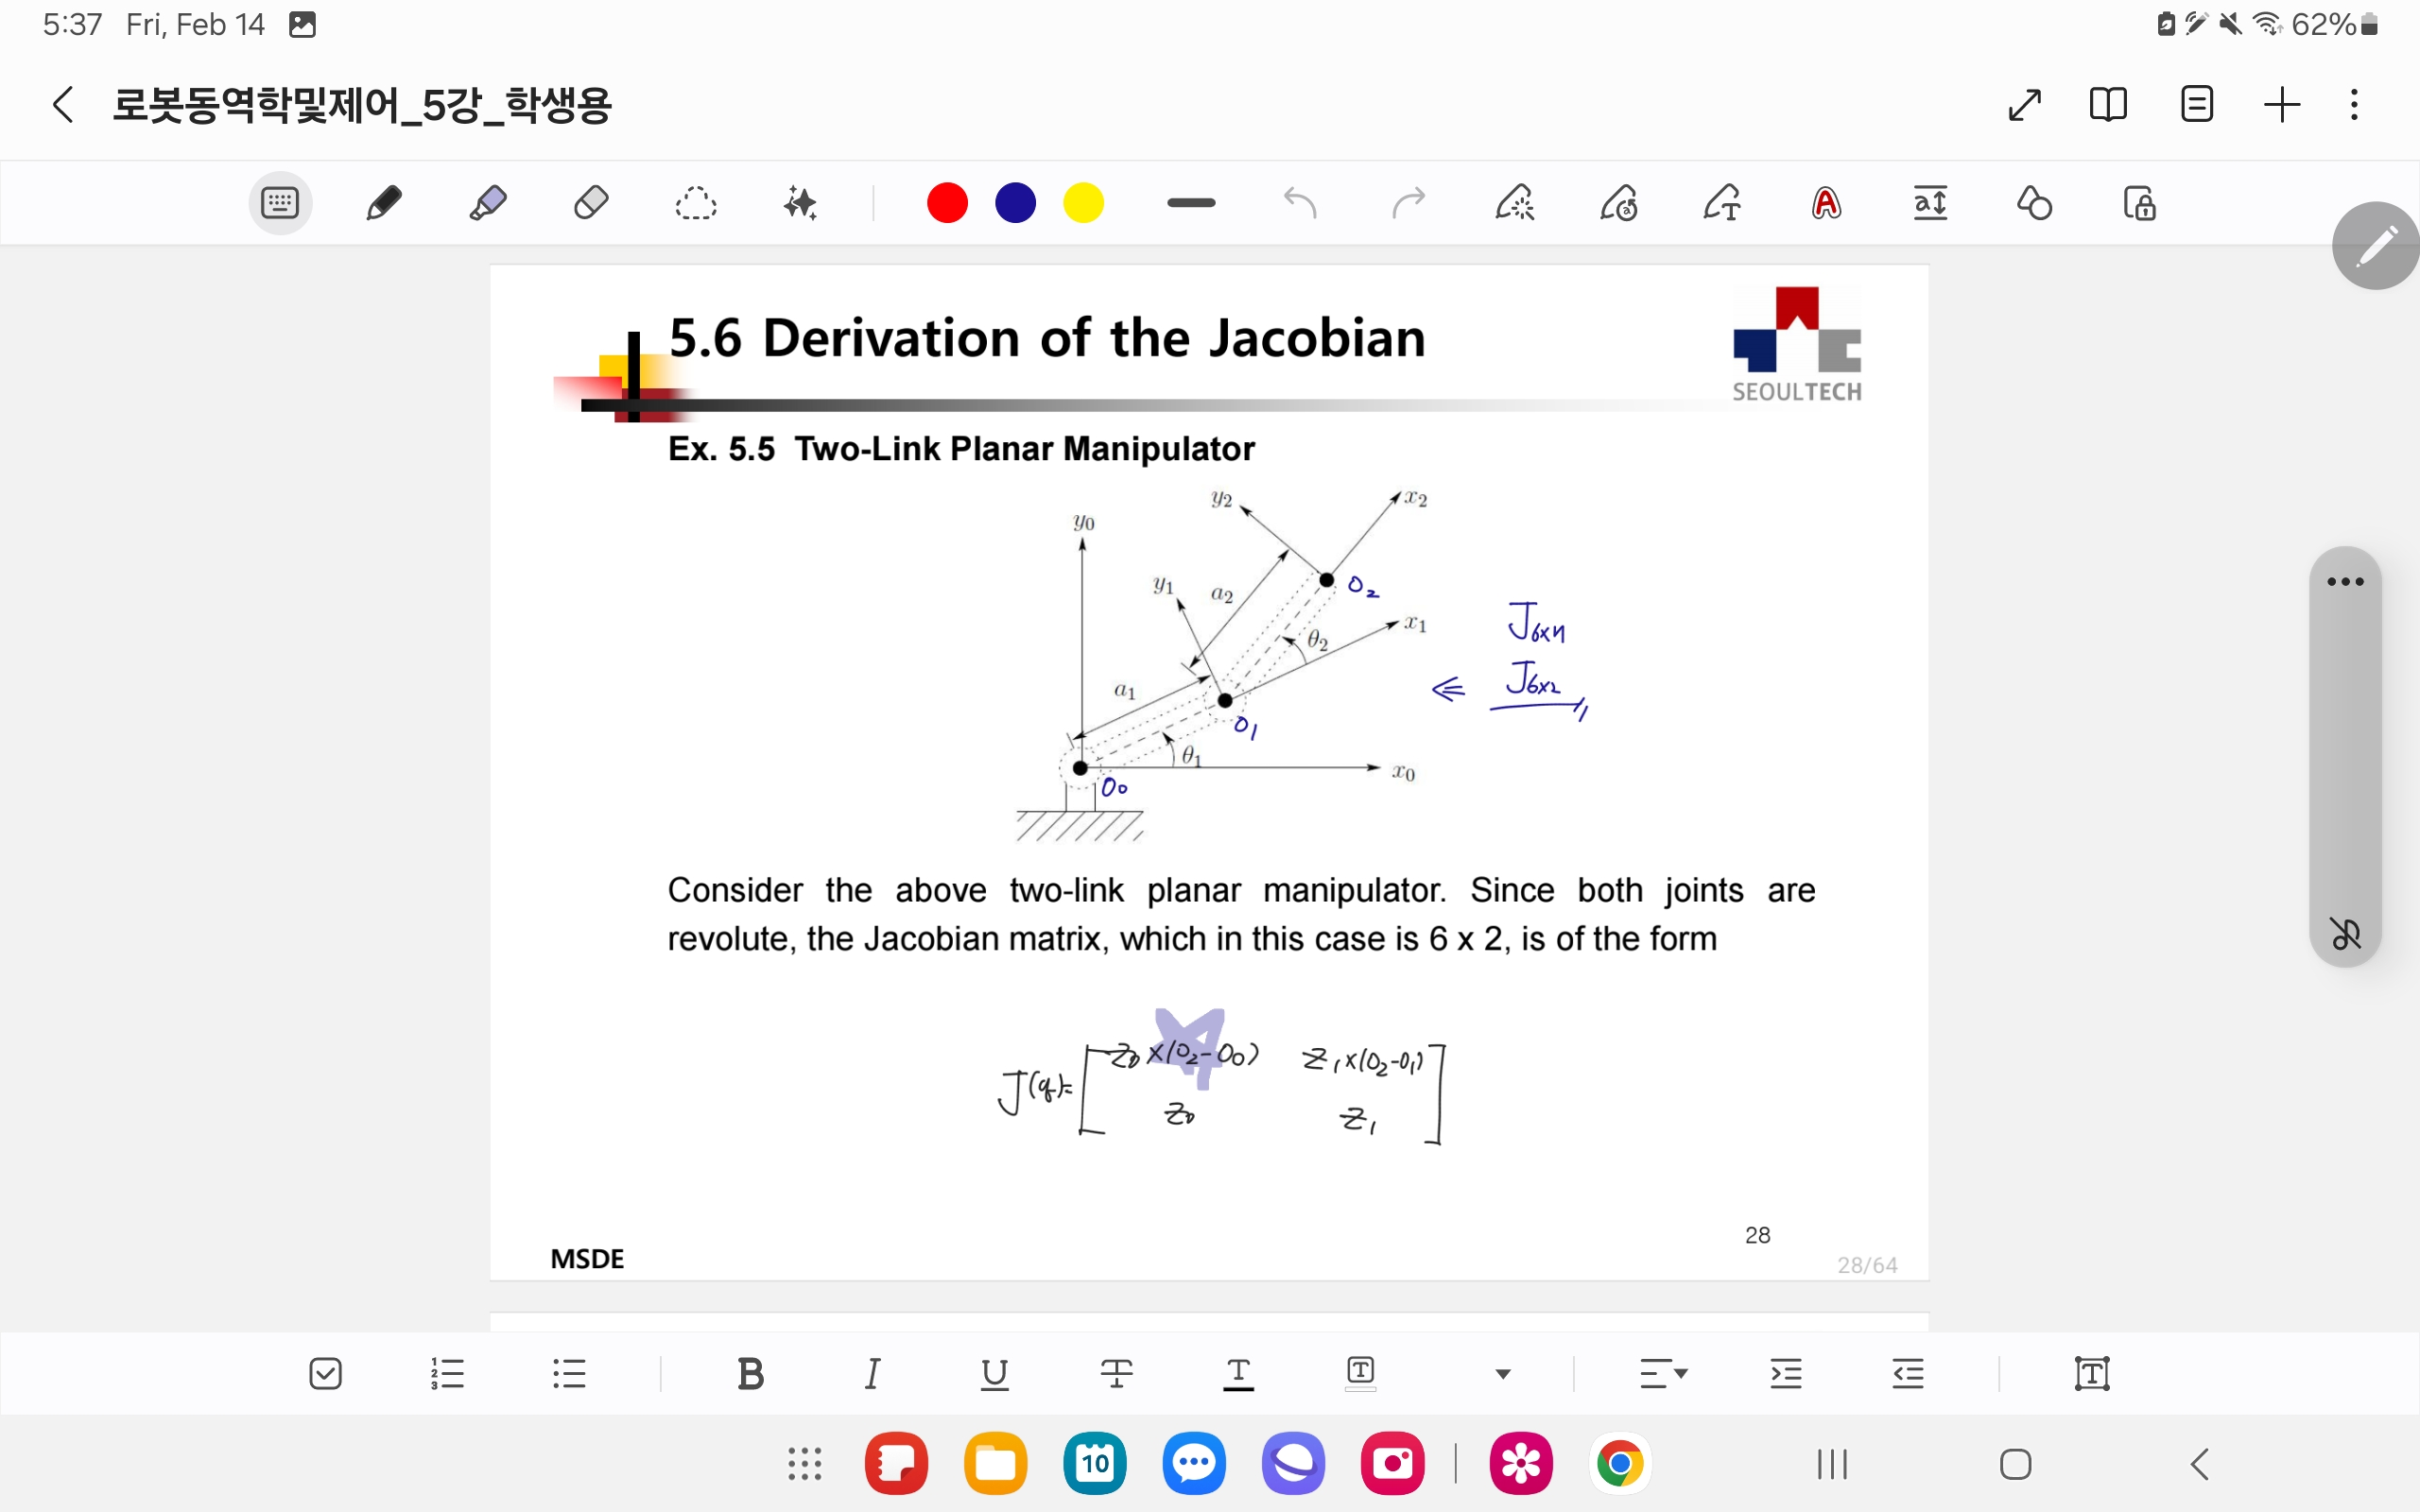 5:37 Fri, Feb 14
62%
로봇동역학및제어_5강_학생용
5.6 Derivation of the Jacobian
SEOULTECH
Ex. 5.5 Two-Link Planar Manipulator
y2
x2
y0
O2
y1
a2
x1
θ2
J6xn
J6x2
a1
O1
θ1
x0
O0
Consider the above two-link planar manipulator. Since both joints are
revolute, the Jacobian matrix, which in this case is 6 x 2, is of the form
J(q)= [ z0 x(O2-O0) z1 x(O2-O1) ]
z0 z1
28
MSDE
28/64
B I U T T T
10